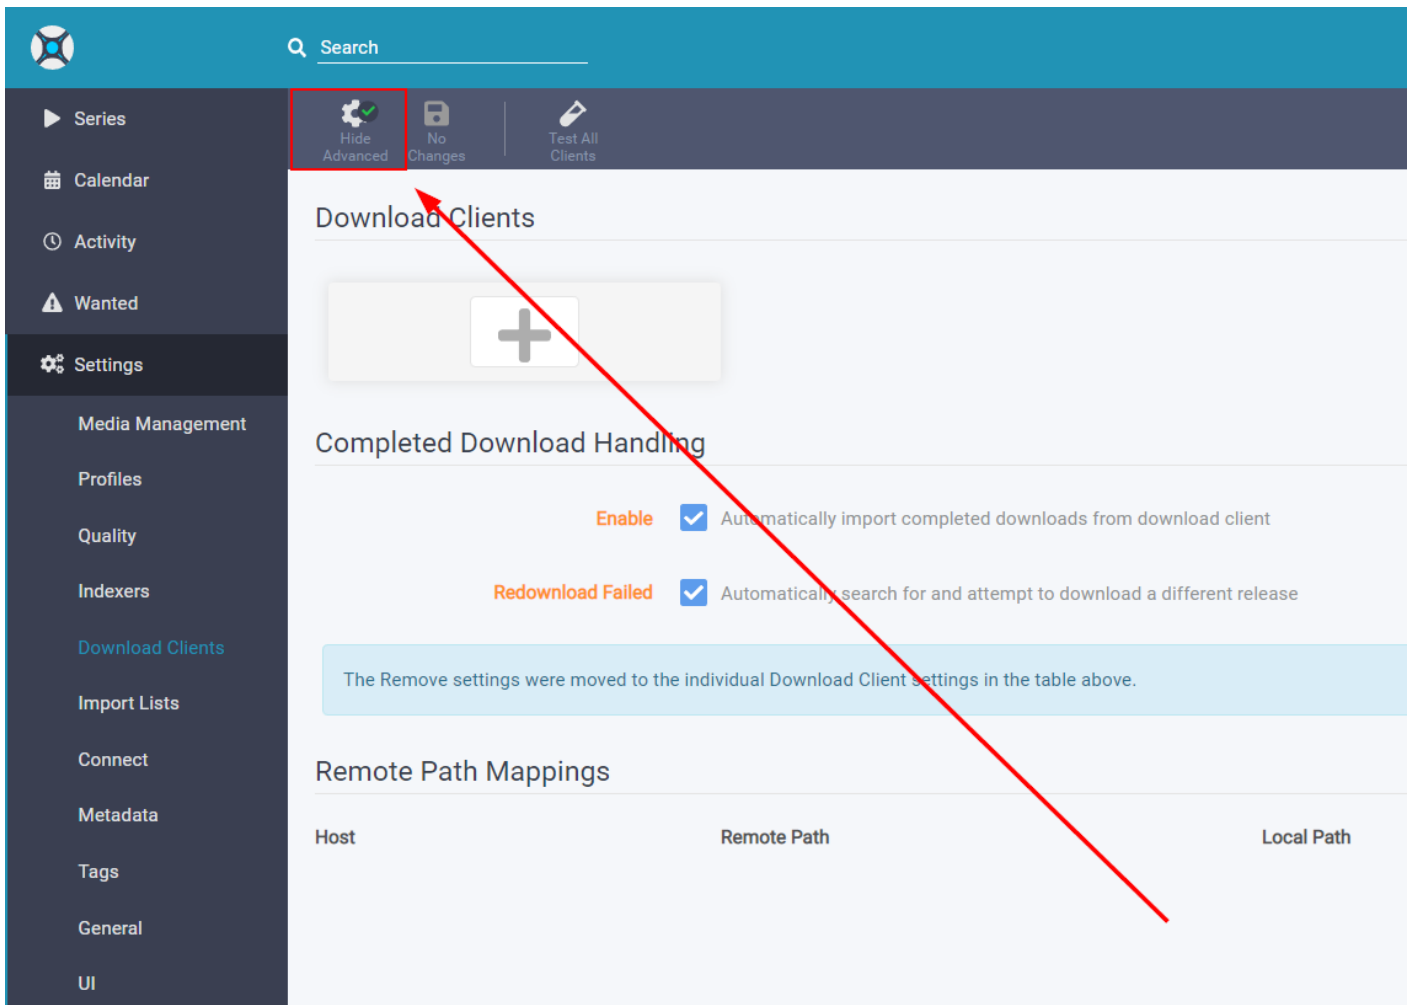 Search
Series
Calendar
Activity
Wanted
Settings
Media Management
Profiles
Quality
Indexers
Download Clients
Import Lists
Connect
Metadata
Tags
General
UI
Hide
Advanced
No
Changes
Test All
Clients
Download Clients
Completed Download Handling
Enable Automatically import completed downloads from download client
Redownload Failed Automatically search for and attempt to download a different release
The Remove settings were moved to the individual Download Client settings in the table above.
Remote Path Mappings
Host Remote Path Local Path